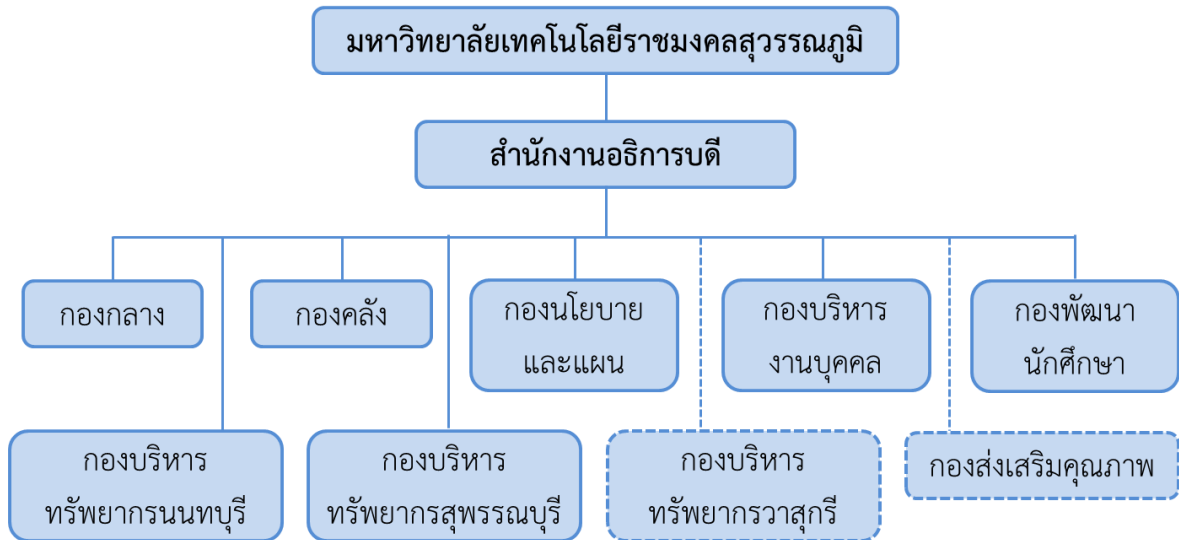 มหาวิทยาลัยเทคโนโลยีราชมงคลสุวรรณภูมิ
สำนักงานอธิการบดี
กองกลาง
กองคลัง
กองนโยบาย
และแผน
กองบริหาร
งานบุคคล
กองพัฒนา
นักศึกษา
กองบริหาร
ทรัพยากรนนทบุรี
กองบริหาร
ทรัพยากรสุพรรณบุรี
กองบริหาร
ทรัพยากรวาสุกรี
กองส่งเสริมคุณภาพ